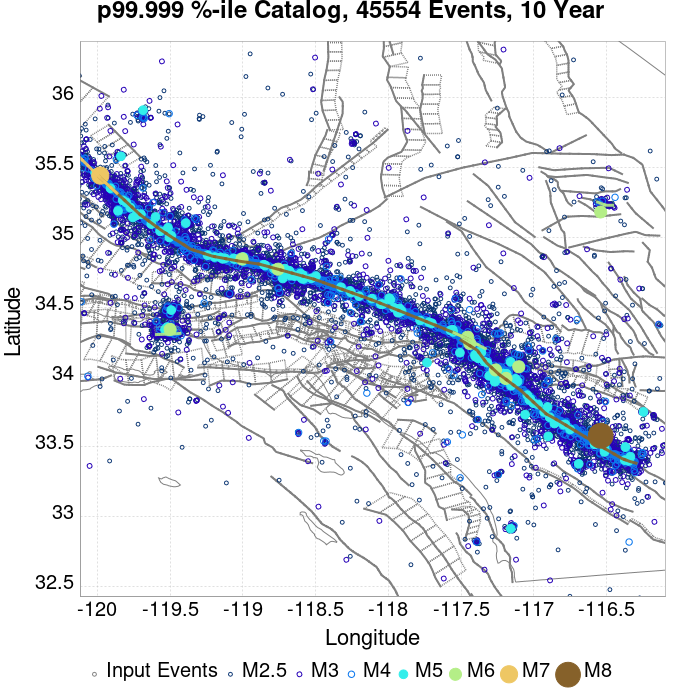 p99.999 %-ile Catalog, 45554 Events, 10 Year
36
35.5
35
34.5
34
33.5
33
32.5
Latitude
-120 -119.5 -119 -118.5 -118 -117.5 -117 -116.5
Longitude
Input Events M2.5 M3 M4 M5 M6 M7 M8